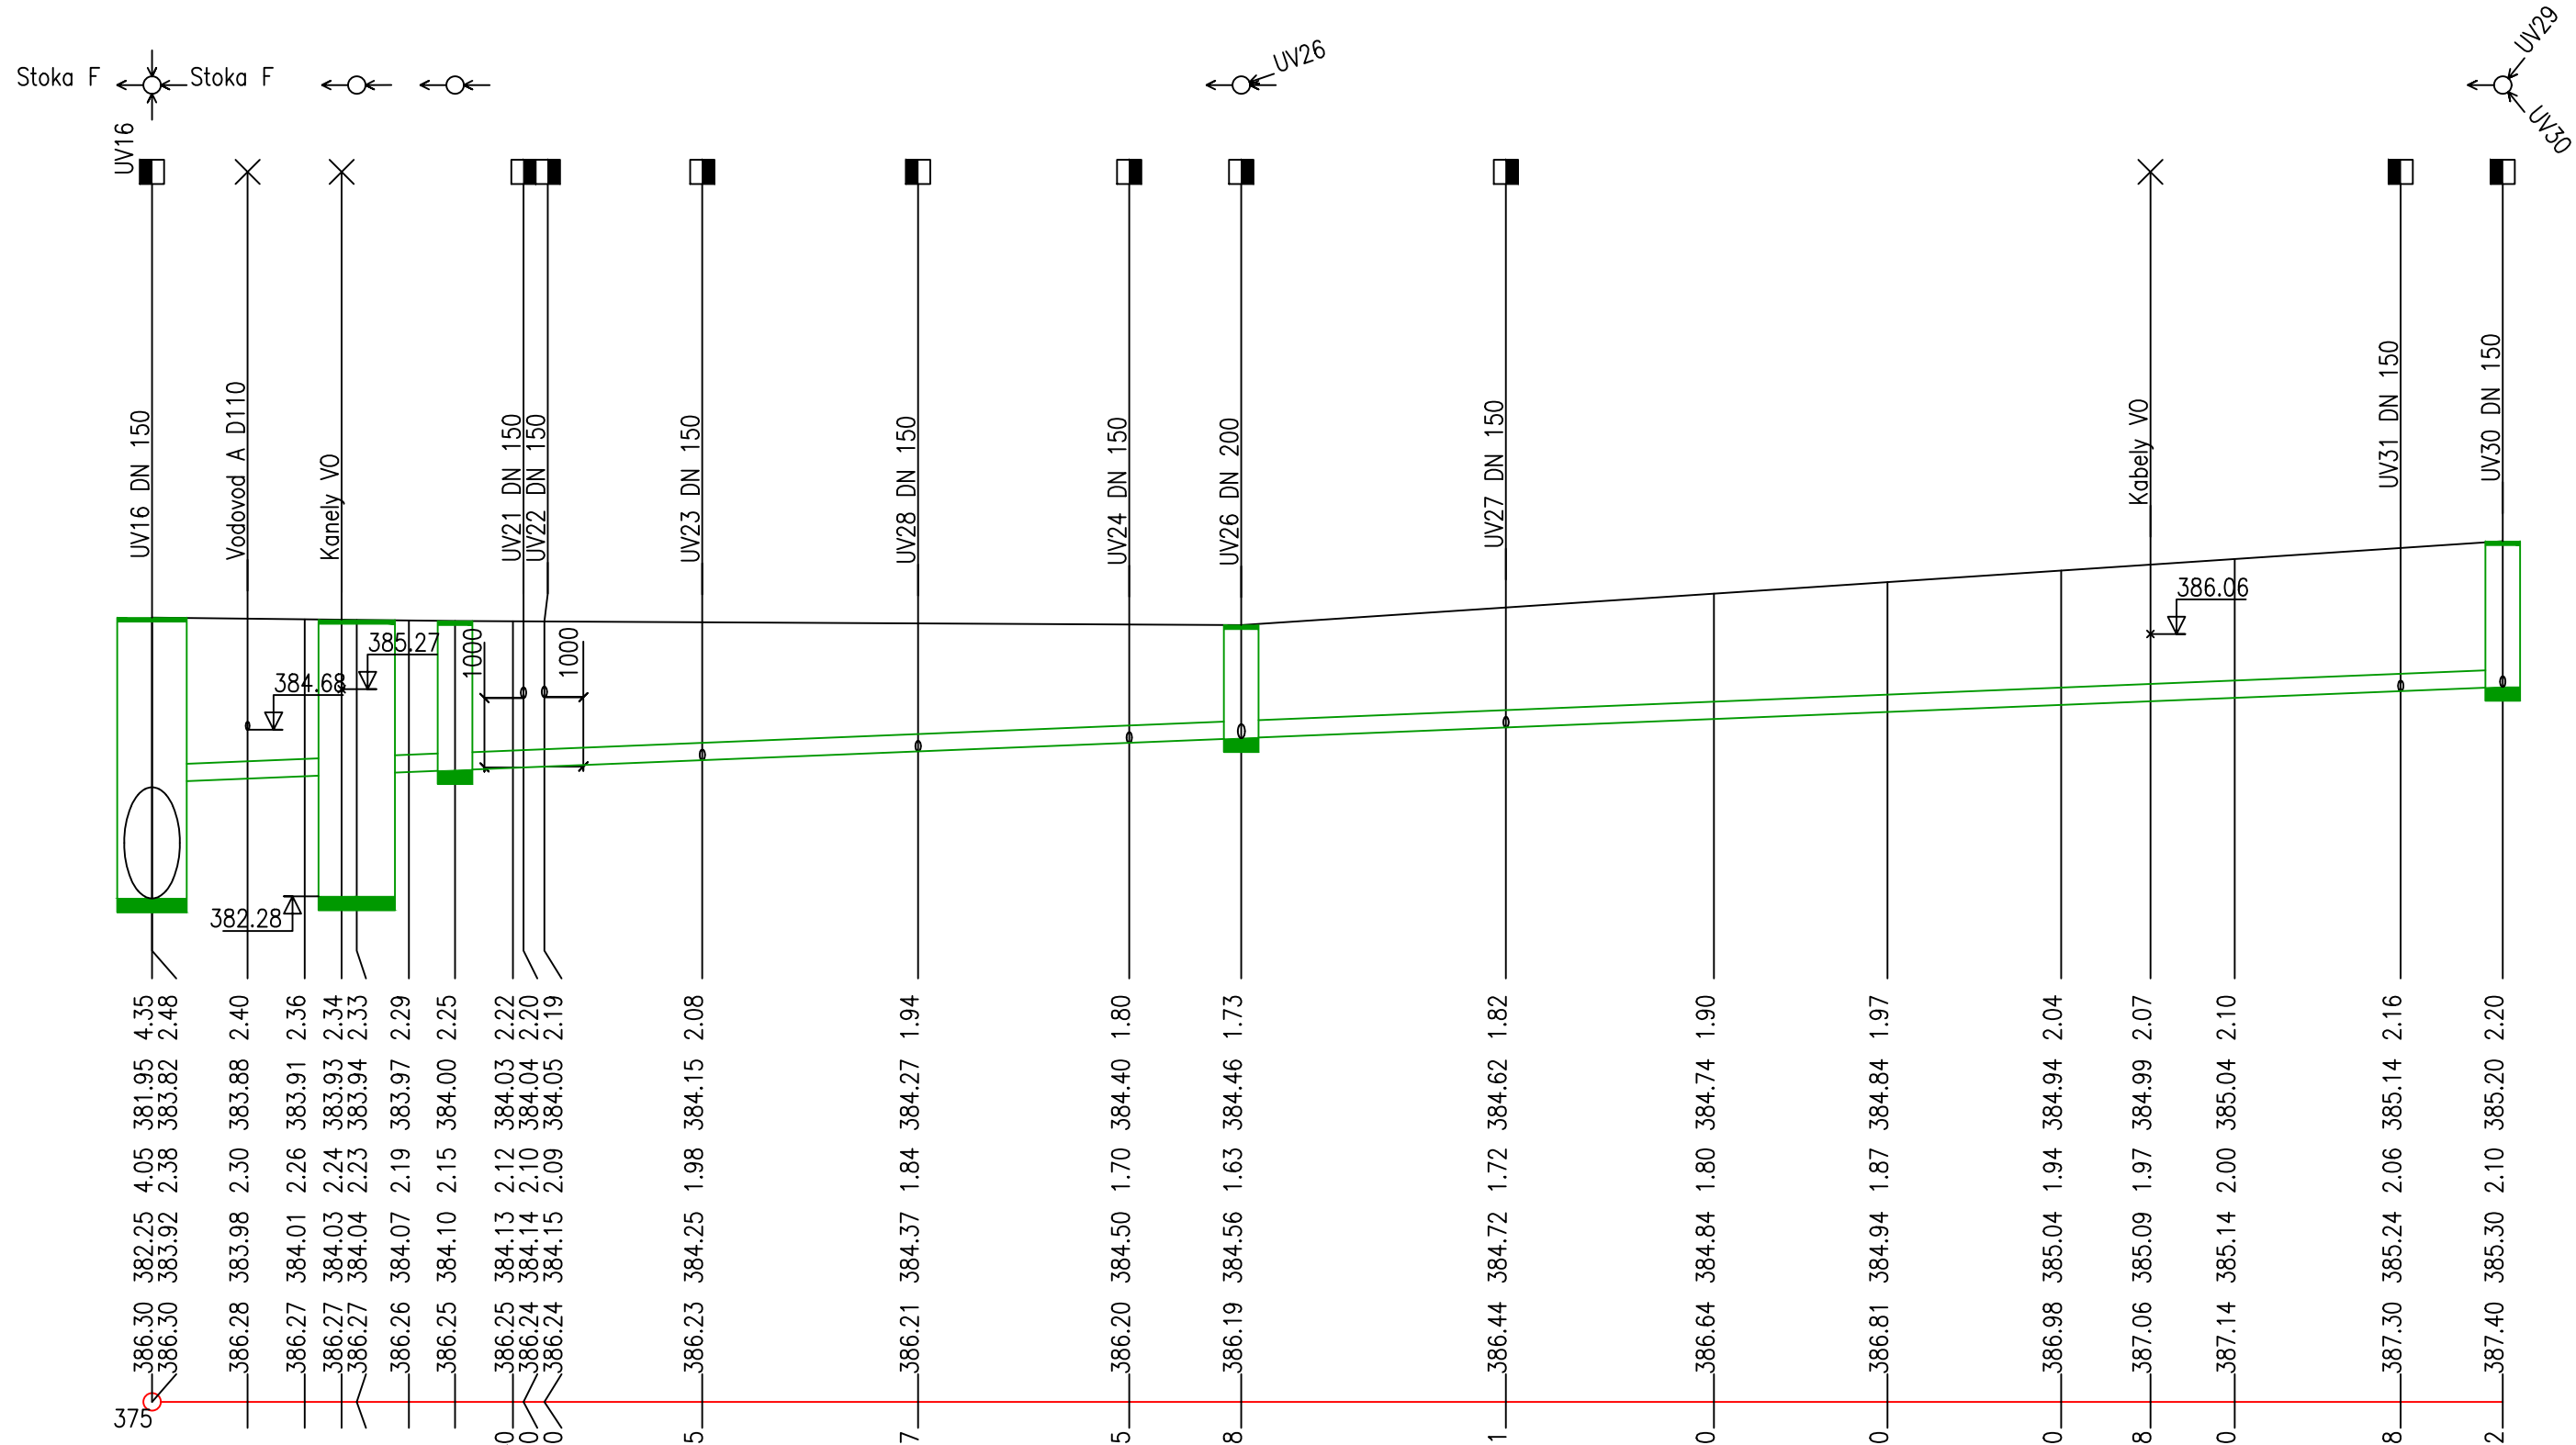 Stoka F
Stoka F
UV26
UV29
UV30
UV16
UV16 DN 150
Vodovod A D110
Kanely VO
UV21 DN 150
UV22 DN 150
UV23 DN 150
UV28 DN 150
UV24 DN 150
UV26 DN 200
UV27 DN 150
Kabely VO
UV31 DN 150
UV30 DN 150
386.06
385.27
384.68
1000
1000
382.28
386.30 382.25 4.05 381.95 4.35
386.30 383.92 2.38 383.82 2.48
386.28 383.98 2.30 383.88 2.40
386.27 384.01 2.26 383.91 2.36
386.27 384.03 2.24 383.93 2.34
386.27 384.04 2.23 383.94 2.33
386.26 384.07 2.19 383.97 2.29
386.25 384.10 2.15 384.00 2.25
386.25 384.13 2.12 384.03 2.22
386.24 384.14 2.10 384.04 2.20
386.24 384.15 2.09 384.05 2.19
386.23 384.25 1.98 384.15 2.08
386.21 384.37 1.84 384.27 1.94
386.20 384.50 1.70 384.40 1.80
386.19 384.56 1.63 384.46 1.73
386.44 384.72 1.72 384.62 1.82
386.64 384.84 1.80 384.74 1.90
386.81 384.94 1.87 384.84 1.97
386.98 385.04 1.94 384.94 2.04
387.06 385.09 1.97 384.99 2.07
387.14 385.14 2.00 385.04 2.10
387.30 385.24 2.06 385.14 2.16
387.40 385.30 2.10 385.20 2.20
375
0
0
0
5
7
5
8
1
0
0
0
8
0
8
2